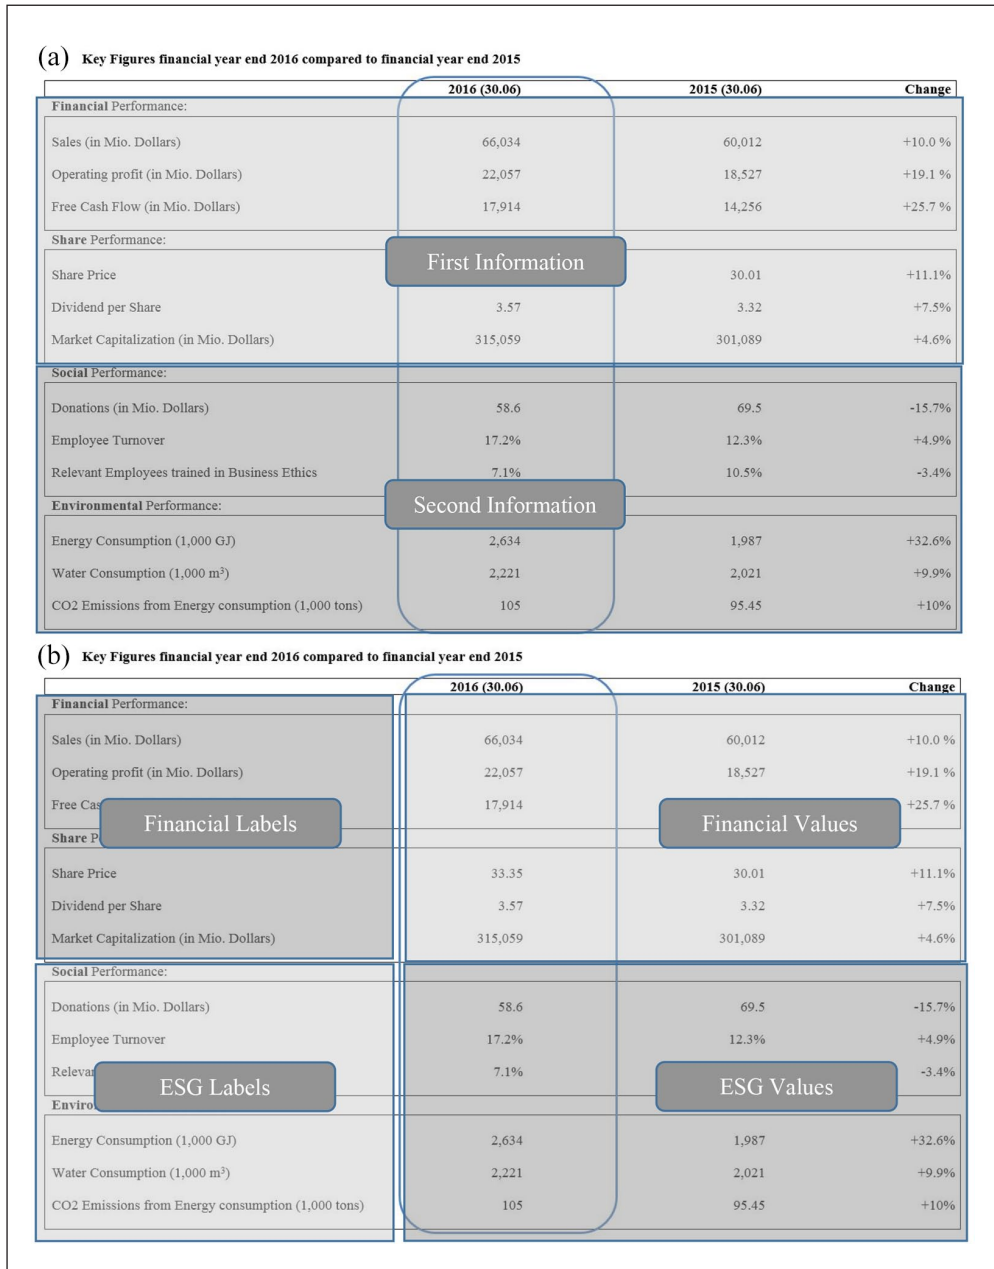 (a) Key Figures financial year end 2016 compared to financial year end 2015
2016 (30.06) 2015 (30.06) Change
Financial Performance:
Sales (in Mio. Dollars) 66,034 60,012 +10.0 %
Operating profit (in Mio. Dollars) 22,057 18,527 +19.1 %
Free Cash Flow (in Mio. Dollars) 17,914 14,256 +25.7 %
Share Performance:
First Information
Share Price 30.01 +11.1%
Dividend per Share 3.57 3.32 +7.5%
Market Capitalization (in Mio. Dollars) 315,059 301,089 +4.6%
Social Performance:
Donations (in Mio. Dollars) 58.6 69.5 -15.7%
Employee Turnover 17.2% 12.3% +4.9%
Relevant Employees trained in Business Ethics 7.1% 10.5% -3.4%
Second Information
Environmental Performance:
Energy Consumption (1,000 GJ) 2,634 1,987 +32.6%
Water Consumption (1,000 m³) 2,221 2,021 +9.9%
CO2 Emissions from Energy consumption (1,000 tons) 105 95.45 +10%
(b) Key Figures financial year end 2016 compared to financial year end 2015
2016 (30.06) 2015 (30.06) Change
Financial Performance:
Sales (in Mio. Dollars) 66,034 60,012 +10.0 %
Operating profit (in Mio. Dollars) 22,057 18,527 +19.1 %
Free 17,914 +25.7 %
Financial Labels Financial Values
Share
Share Price 33.35 30.01 +11.1%
Dividend per Share 3.57 3.32 +7.5%
Market Capitalization (in Mio. Dollars) 315,059 301,089 +4.6%
Social Performance:
Donations (in Mio. Dollars) 58.6 69.5 -15.7%
Employee Turnover 17.2% 12.3% +4.9%
7.1% -3.4%
ESG Labels ESG Values
Energy Consumption (1,000 GJ) 2,634 1,987 +32.6%
Water Consumption (1,000 m³) 2,221 2,021 +9.9%
CO2 Emissions from Energy consumption (1,000 tons) 105 95.45 +10%